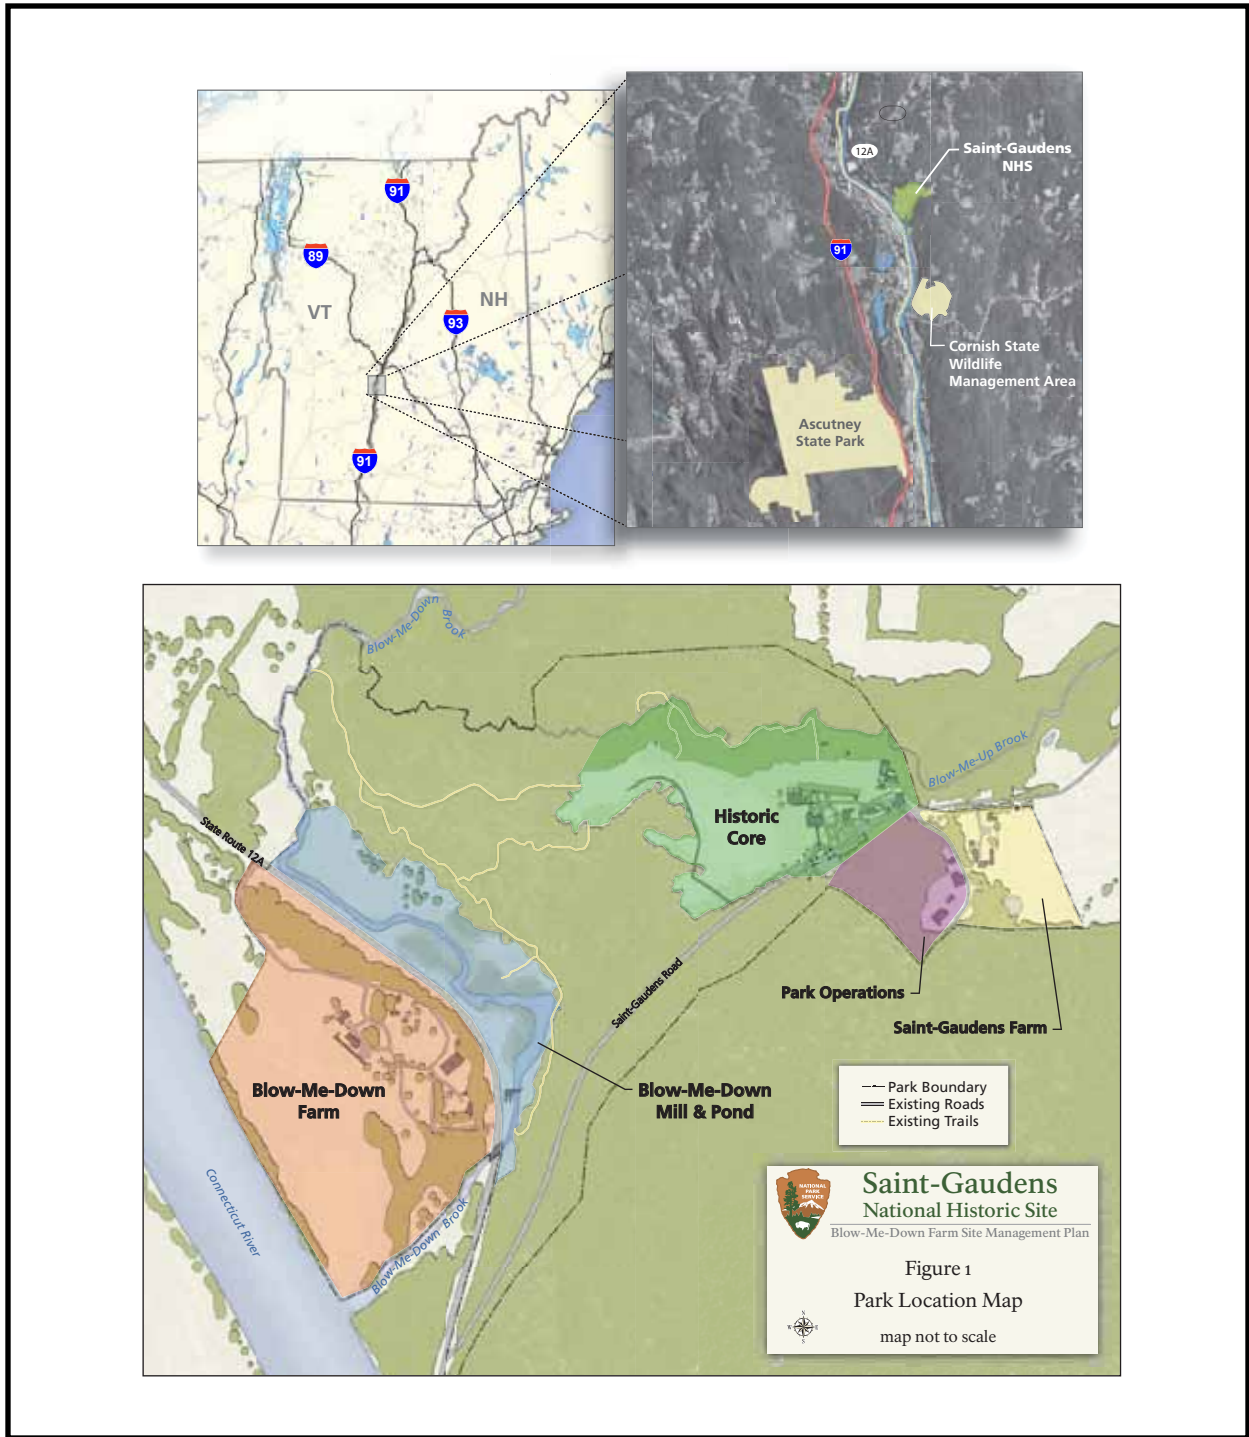 91
89
VT
NH
93
91
12A
Saint-Gaudens
NHS
91
Cornish State
Wildlife
Management Area
Ascutney
State Park
Blow-Me-Down
Brook
Blow-Me-Up Brook
State Route 12A
Historic
Core
Saint-Gaudens Road
Park Operations
Saint-Gaudens Farm
Blow-Me-Down
Farm
Blow-Me-Down
Mill & Pond
Connecticut River
Blow-Me-Down Brook
Park Boundary
Existing Roads
Existing Trails
NATIONAL
PARK
SERVICE
Saint-Gaudens
National Historic Site
Blow-Me-Down Farm Site Management Plan
Figure 1
Park Location Map
N
W E
S
map not to scale